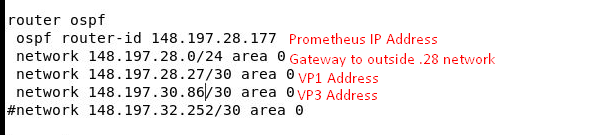 router ospf
ospf router-id 148.197.28.177 Prometheus IP Address
network 148.197.28.0/24 area 0 Gateway to outside .28 network
network 148.197.28.27/30 area 0 VP1 Address
network 148.197.30.86/30 area 0 VP3 Address
#network 148.197.32.252/30 area 0